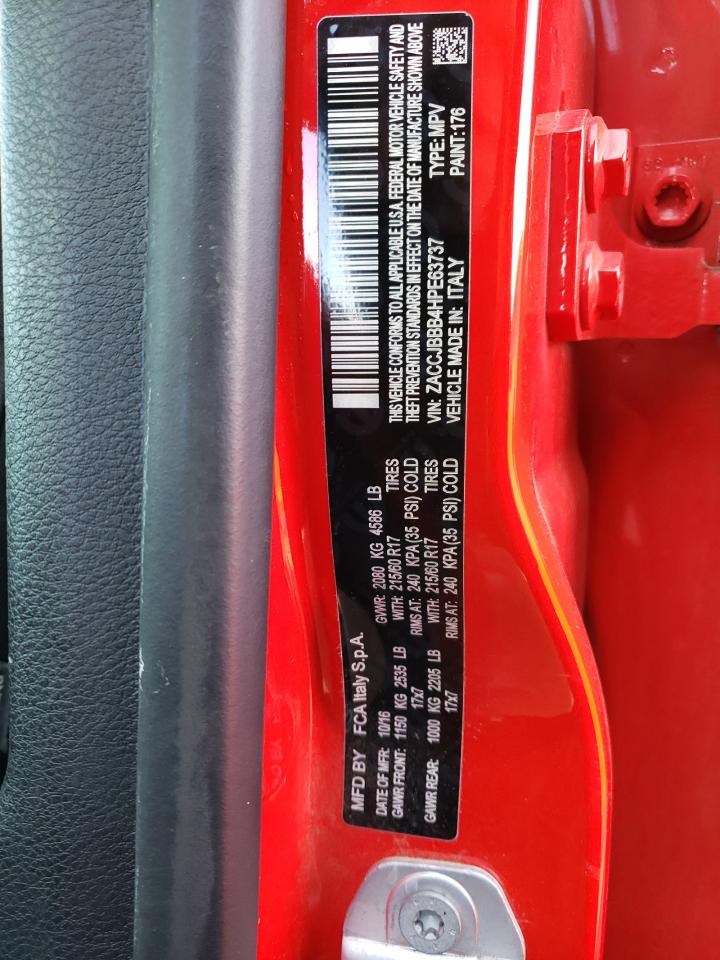 MFD BY FCA Italy S.p.A.
DATE OF MFR: 10/16 GVWR: 2080 KG 4586 LB
GAWR FRONT: 1150 KG 2535 LB WITH: 215/60 R17 TIRES
17x7 RIMS AT: 240 KPA (35 PSI) COLD
GAWR REAR: 1000 KG 2205 LB WITH: 215/60 R17 TIRES
17x7 RIMS AT: 240 KPA (35 PSI) COLD
THIS VEHICLE CONFORMS TO ALL APPLICABLE U.S.A. FEDERAL MOTOR VEHICLE SAFETY AND
THEFT PREVENTION STANDARDS IN EFFECT ON THE DATE OF MANUFACTURE SHOWN ABOVE
VIN: ZACCJBBB4HPE63737 TYPE: MPV
VEHICLE MADE IN: ITALY PAINT:176